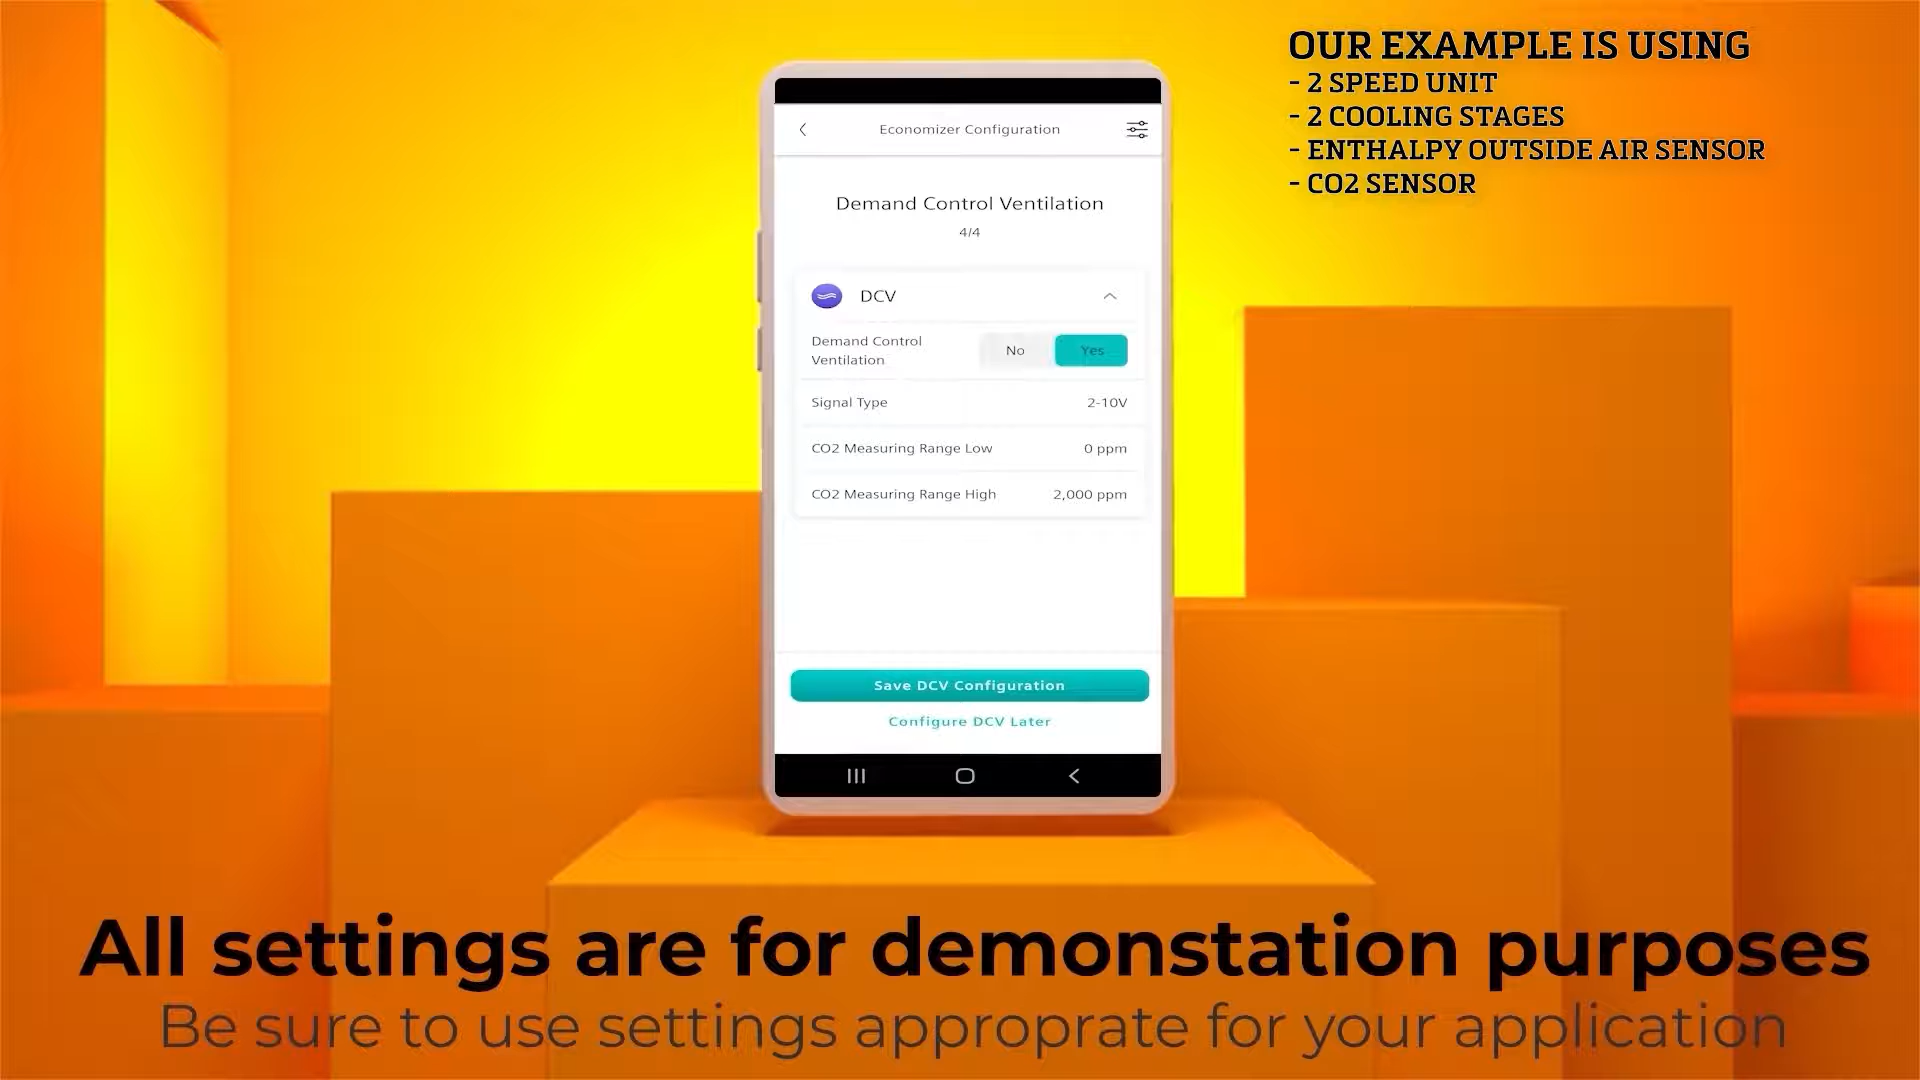 OUR EXAMPLE IS USING
- 2 SPEED UNIT
- 2 COOLING STAGES
- ENTHALPY OUTSIDE AIR SENSOR
- CO2 SENSOR
Economizer Configuration
Demand Control Ventilation
4/4
DCV
Demand Control
Ventilation
No Yes
Signal Type 2-10V
CO2 Measuring Range Low 0 ppm
CO2 Measuring Range High 2,000 ppm
Save DCV Configuration
Configure DCV Later
All settings are for demonstation purposes
Be sure to use settings approprate for your application